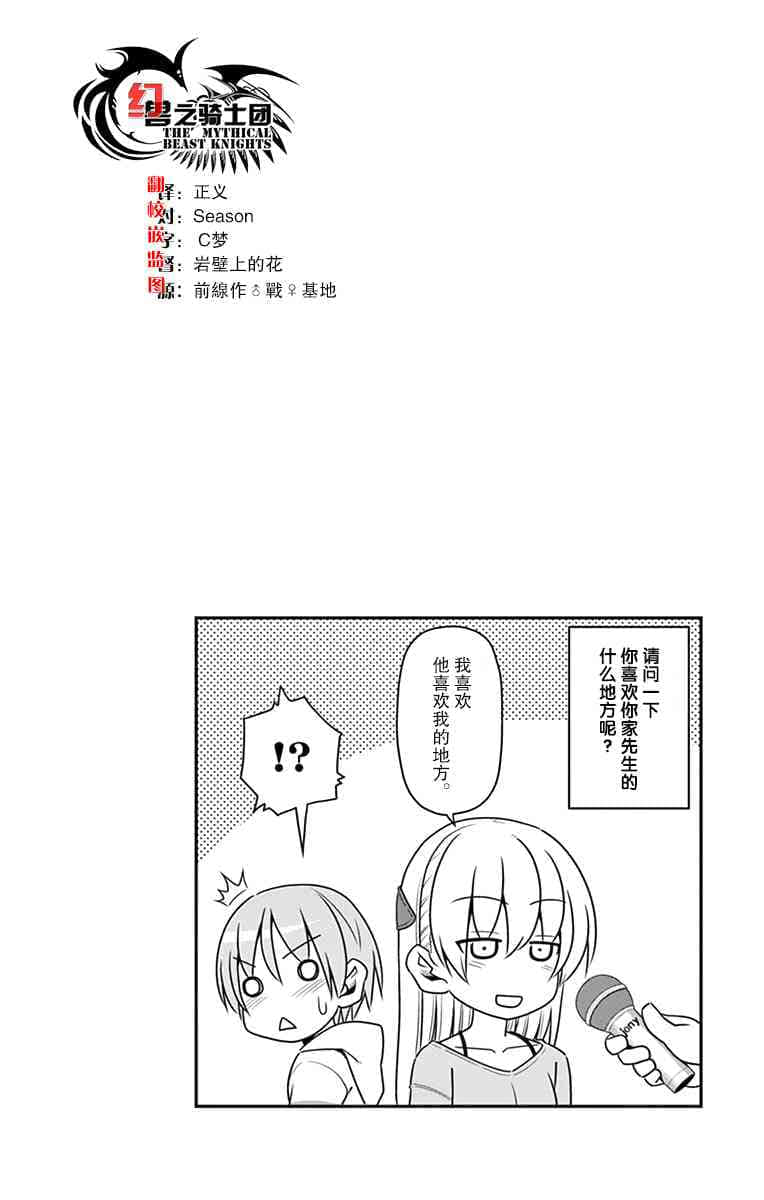 幻兽之骑士团
THE MYTHICAL
BEAST KNIGHTS
翻译：正义
校对：Season
嵌字：C梦
监督：岩壁上的花
图源：前線作♂戰♀基地
请问一下
你喜欢你家先生的
什么地方呢？
我喜欢
他喜欢我的地方。
!?
Jony